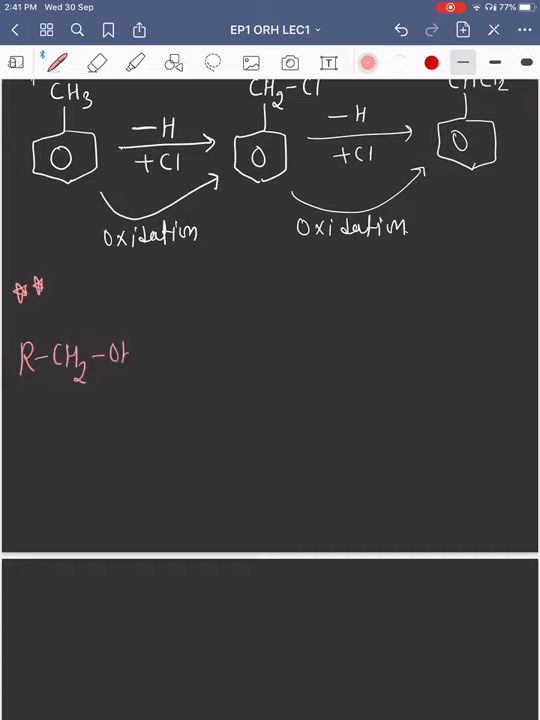 2:41 PM Wed 30 Sep 77%
EP1 ORH LEC1
T
CH3 CH2-Cl CHCl2
-H -H
+Cl +Cl
Oxidation Oxidation
R-CH2-OH